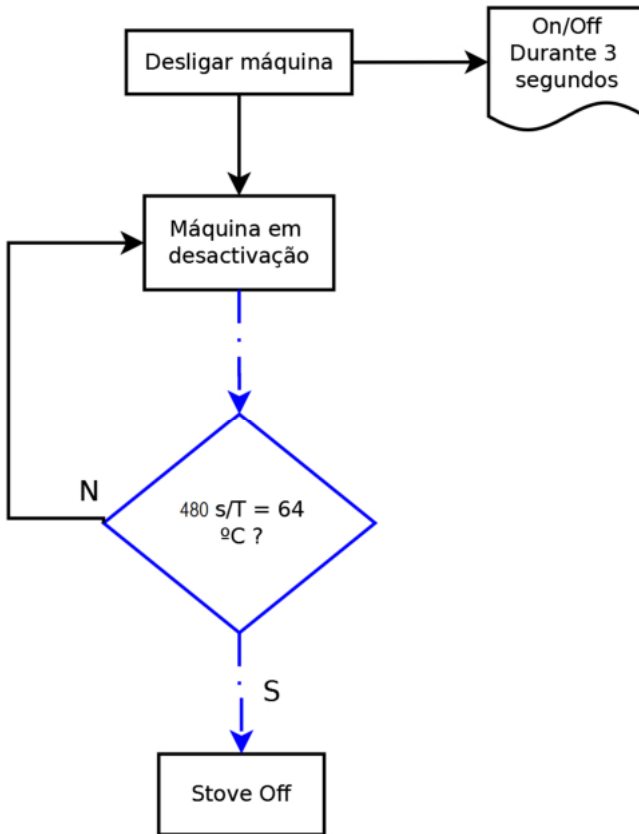 Desligar máquina
On/Off
Durante 3
segundos
Máquina em
desactivação
N
480 s/T = 64
ºC ?
S
Stove Off